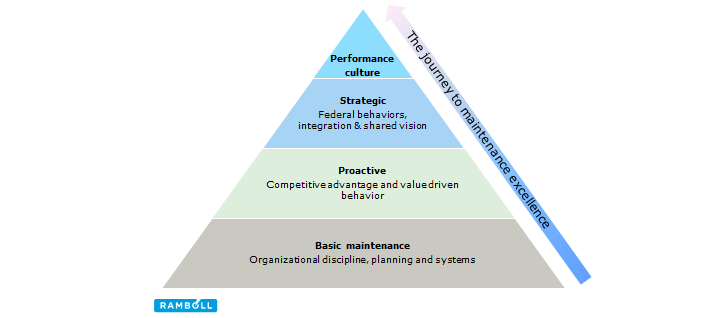 Performance
culture
Strategic
Federal behaviors,
integration & shared vision
Proactive
Competitive advantage and value driven
behavior
Basic maintenance
Organizational discipline, planning and systems
The journey to maintenance excellence
RAMBOLL